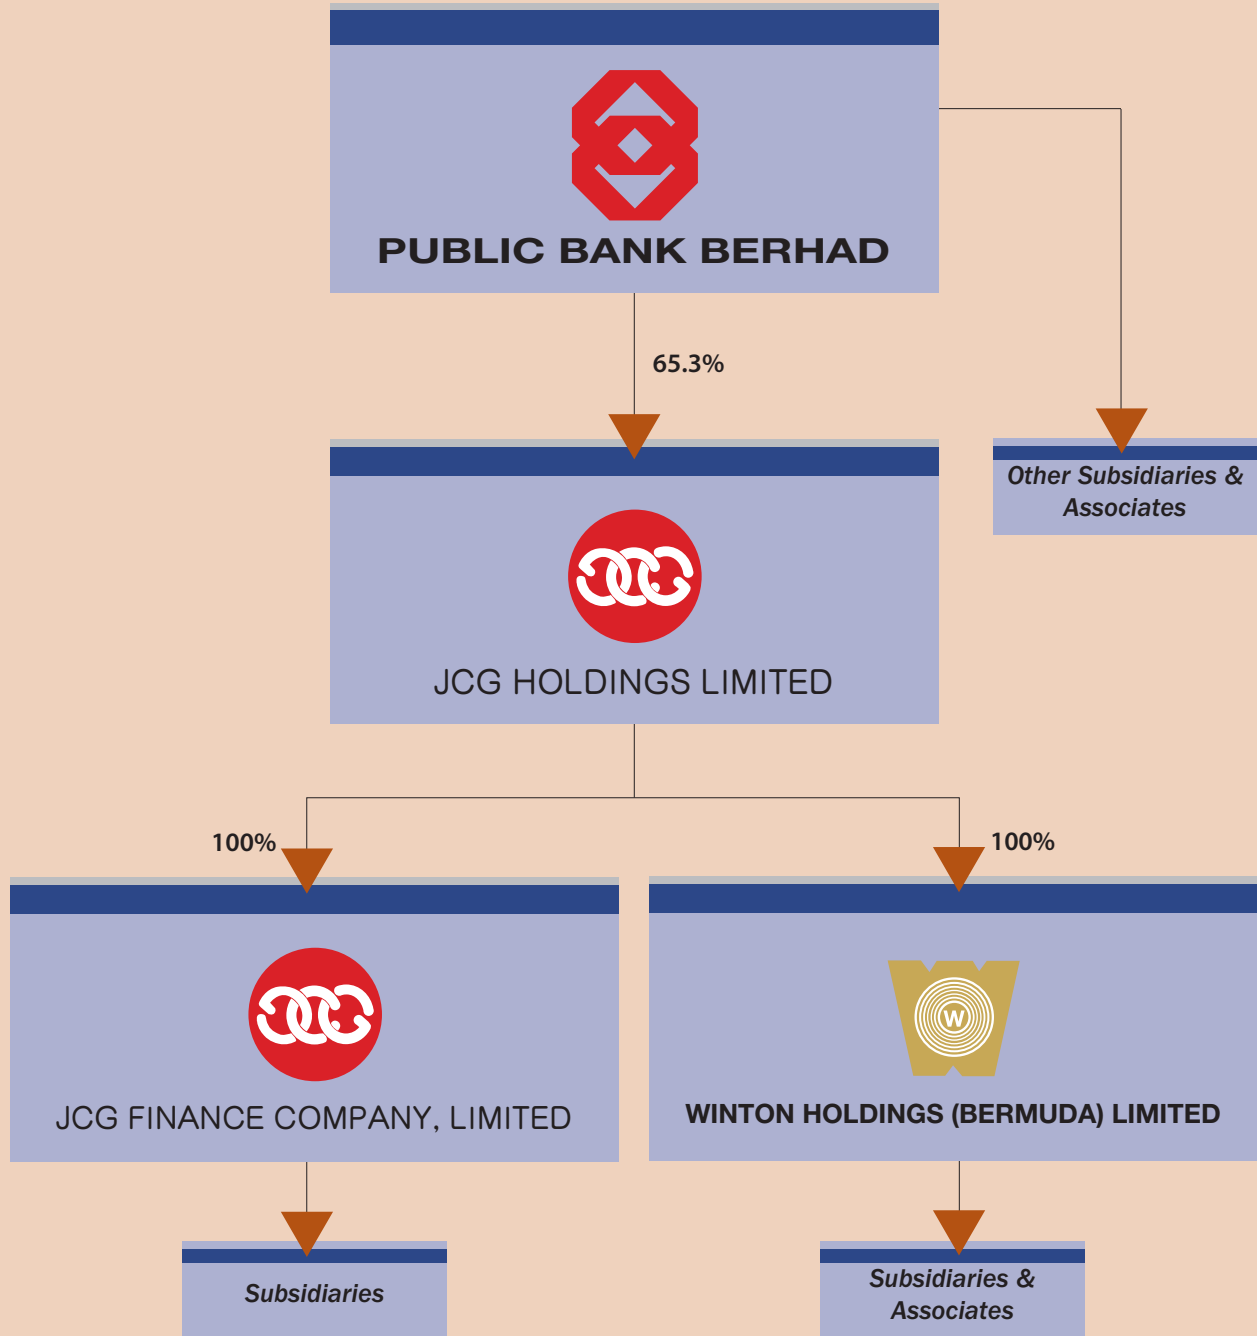 PUBLIC BANK BERHAD
65.3%
Other Subsidiaries &
Associates
JCG HOLDINGS LIMITED
100%
100%
W
JCG FINANCE COMPANY, LIMITED
WINTON HOLDINGS (BERMUDA) LIMITED
Subsidiaries
Subsidiaries &
Associates